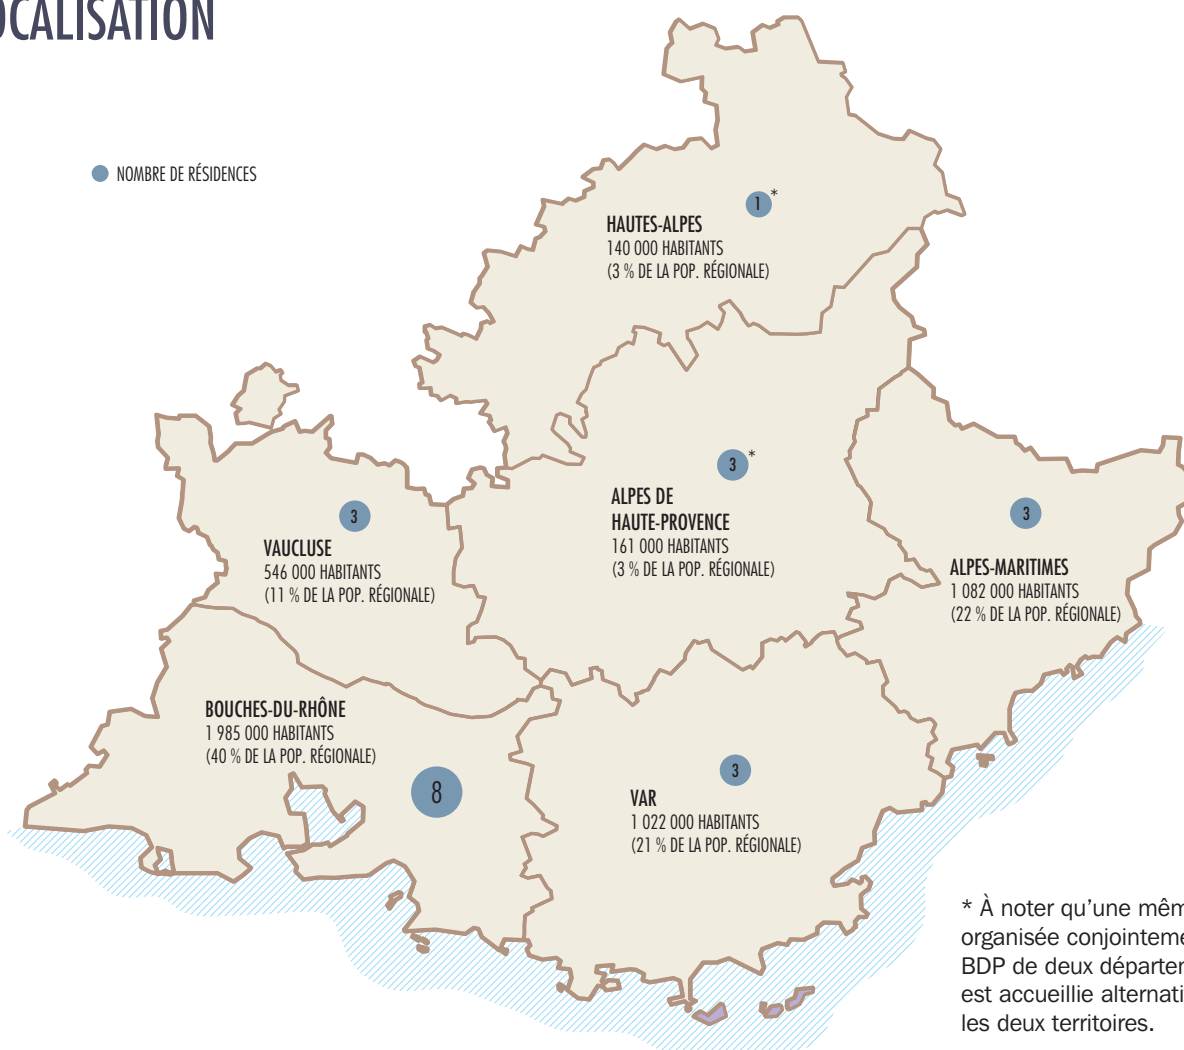 OCALISATION
NOMBRE DE RÉSIDENCES
1 *
HAUTES-ALPES
140 000 HABITANTS
(3 % DE LA POP. RÉGIONALE)
3 *
ALPES DE
HAUTE-PROVENCE
161 000 HABITANTS
(3 % DE LA POP. RÉGIONALE)
3
VAUCLUSE
546 000 HABITANTS
(11 % DE LA POP. RÉGIONALE)
3
ALPES-MARITIMES
1 082 000 HABITANTS
(22 % DE LA POP. RÉGIONALE)
BOUCHES-DU-RHÔNE
1 985 000 HABITANTS
(40 % DE LA POP. RÉGIONALE)
8
3
VAR
1 022 000 HABITANTS
(21 % DE LA POP. RÉGIONALE)
* À noter qu'une mêm
organisée conjointeme
BDP de deux départem
est accueillie alternati
les deux territoires.